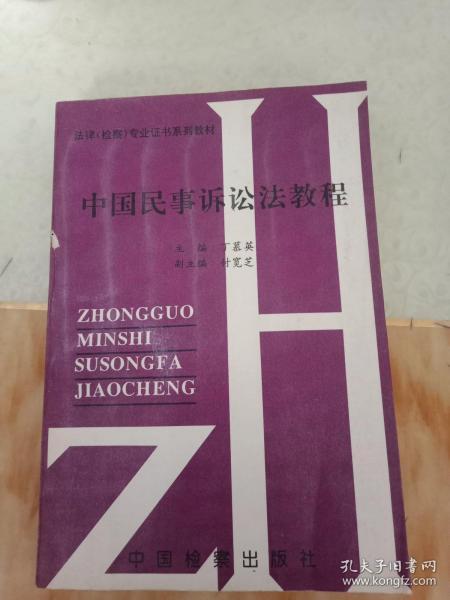 法律(检察)专业证书系列教材
中国民事诉讼法教程
主编 丁慕英
副主编 付宽芝
ZHONGGUO
MINSHI
SUSONGFA
JIAOCHENG
ZH
中国检察出版社
孔夫子旧书网
www.kongfz.com